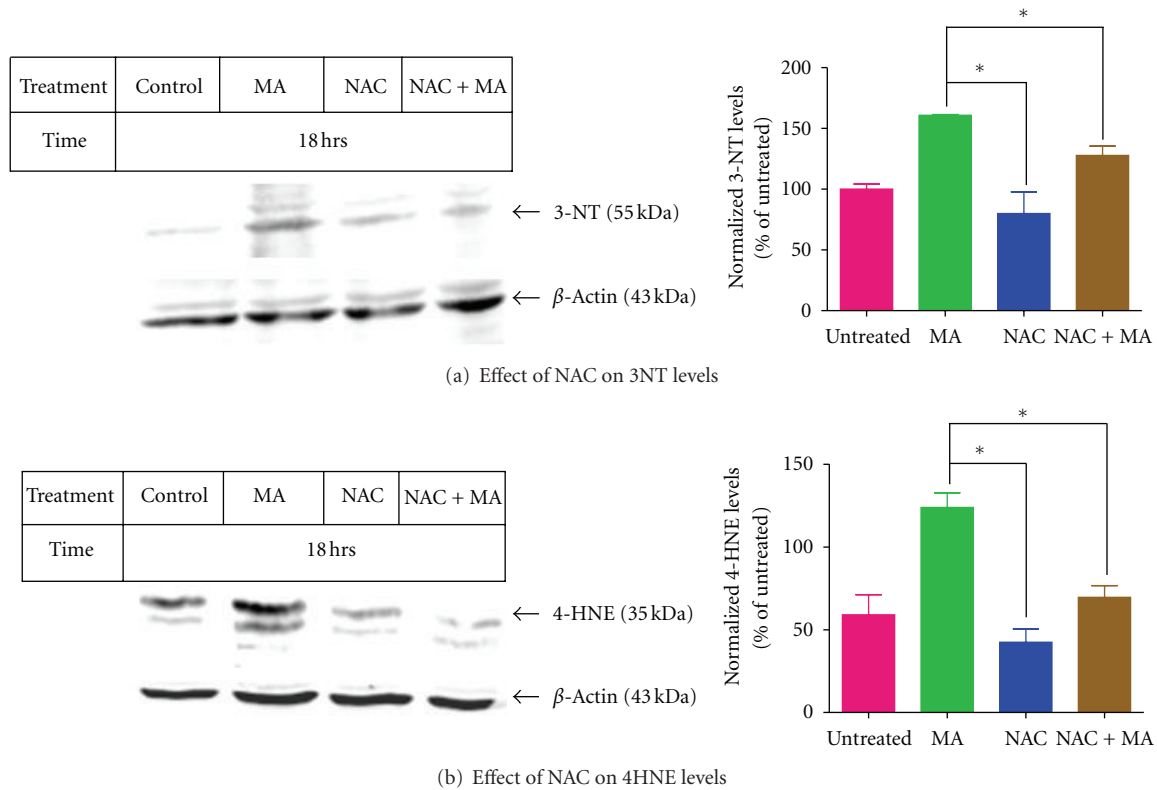 Treatment Control MA NAC NAC + MA
Time 18 hrs
← 3-NT (55 kDa)
← β-Actin (43 kDa)
Normalized 3-NT levels
(% of untreated)
200
150
100
50
0
*
*
Untreated MA NAC NAC + MA
(a) Effect of NAC on 3NT levels
Treatment Control MA NAC NAC + MA
Time 18 hrs
← 4-HNE (35 kDa)
← β-Actin (43 kDa)
Normalized 4-HNE levels
(% of untreated)
150
100
50
0
*
*
Untreated MA NAC NAC + MA
(b) Effect of NAC on 4HNE levels